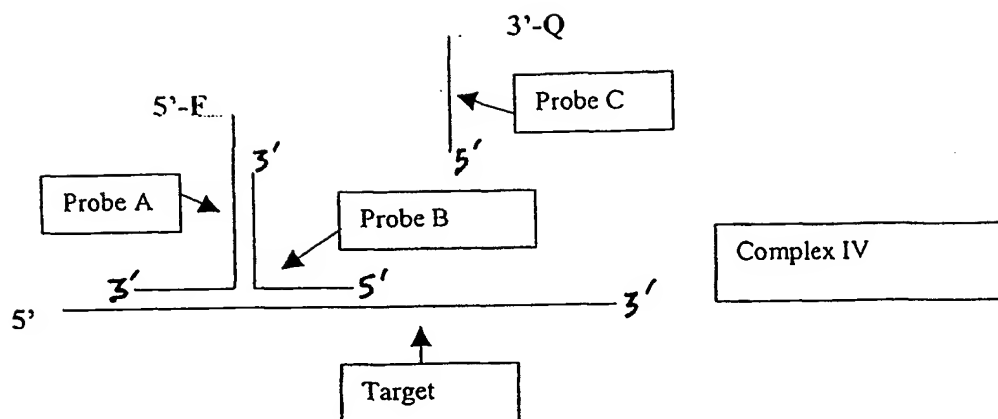 3'-Q
Probe C
5'-F
3'
5'
Probe A
Probe B
Complex IV
3'
5'
5'
3'
Target